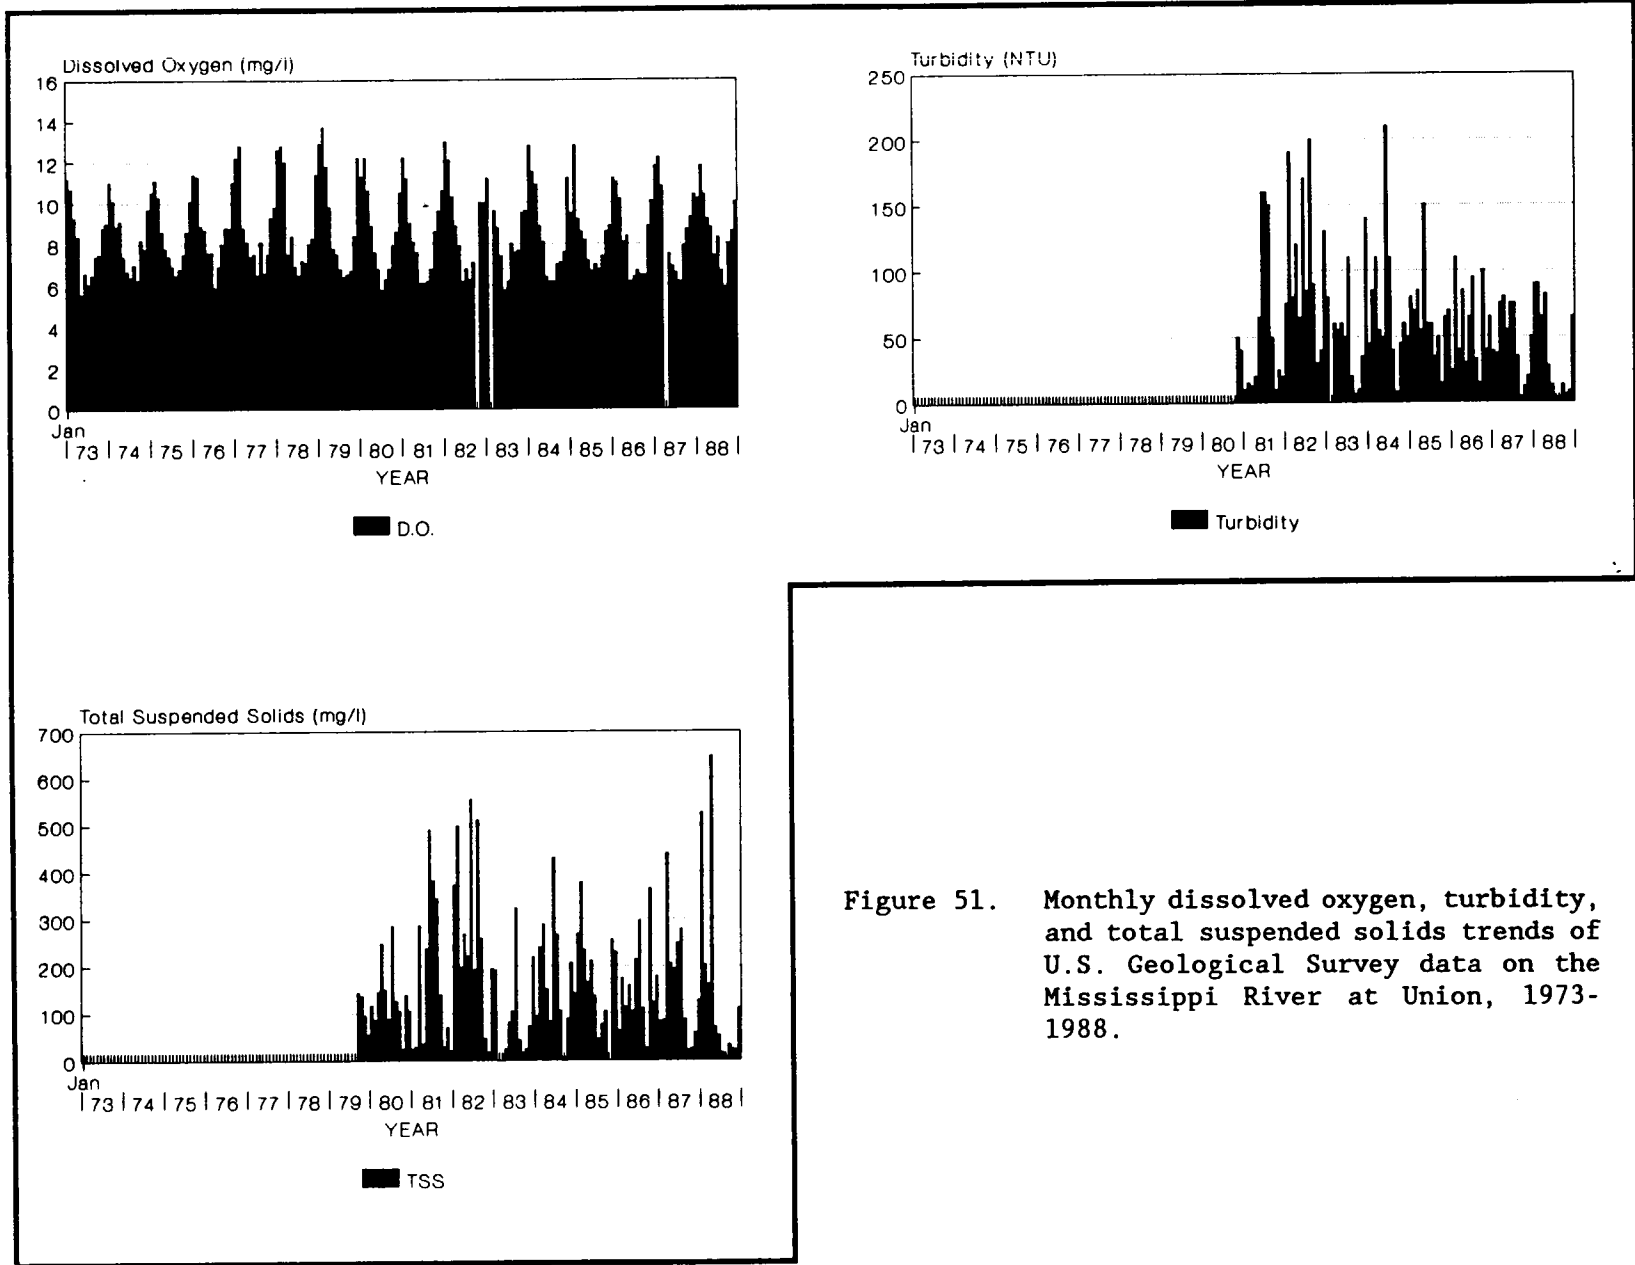 Dissolved Oxygen (mg/l)
16
14
12
10
8
6
4
2
0
Jan
73 74 75 76 77 78 79 80 81 82 83 84 85 86 87 88
YEAR
D.O.
Turbidity (NTU)
250
200
150
100
50
0
Jan
73 74 75 76 77 78 79 80 81 82 83 84 85 86 87 88
YEAR
Turbidity
Total Suspended Solids (mg/l)
700
600
500
400
300
200
100
0
Jan
73 74 75 76 77 78 79 80 81 82 83 84 85 86 87 88
YEAR
TSS
Figure 51. Monthly dissolved oxygen, turbidity,
and total suspended solids trends of
U.S. Geological Survey data on the
Mississippi River at Union, 1973-
1988.